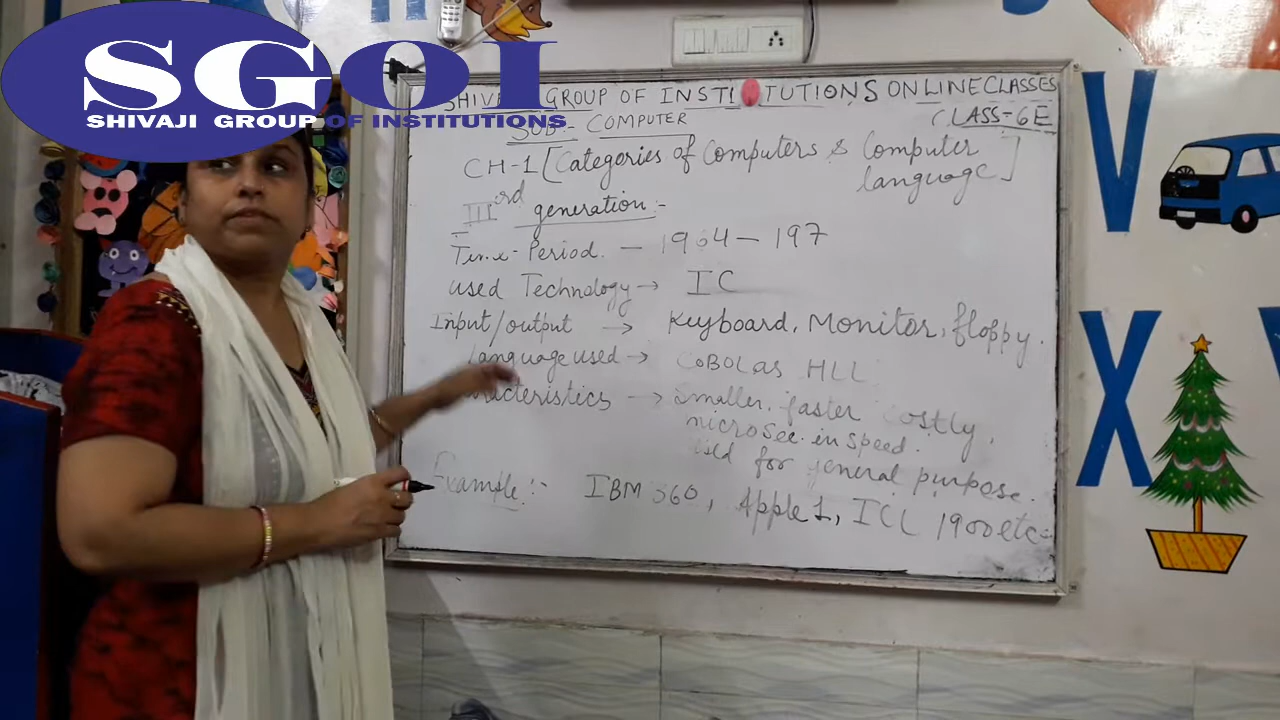 SGOI
SHIVAJI GROUP OF INSTITUTIONS
GROUP OF INSTITUTIONS ONLINE CLASSES
SUB- COMPUTER
CLASS-6E
CH-1 [Categories of Computers & Computer language]
IIIrd generation:-
Time-Period. — 1964 — 197
used Technology → IC
Input/output → Keyboard, Monitor, floppy.
language used → COBOL as HLL
→ Smaller, faster costly,
microsec. in speed.
used for general purpose.
Example:- IBM 360, Apple 1, ICL 1900 etc
V
X